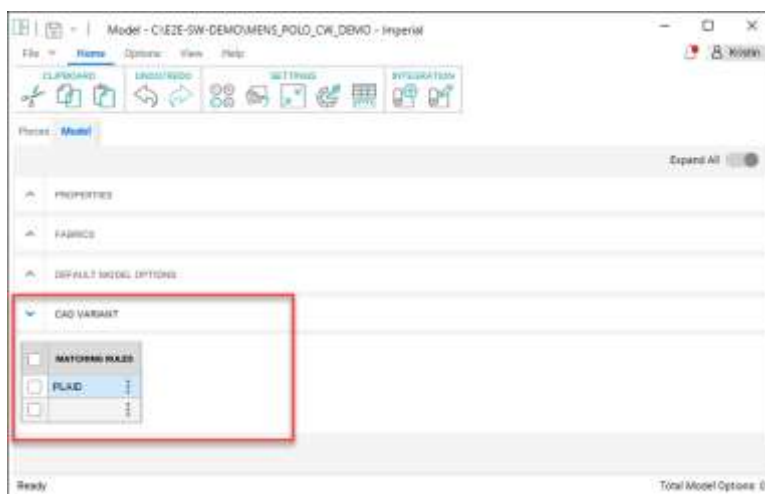 Model - C:\E2E-SW-DEMO\MENS_POLO_CW_DEMO - Imperial
File Home Options View Help
Kristin
CLIPBOARD UNDO/REDO SETTINGS INTEGRATION
Pieces Model
Expand All
PROPERTIES
FABRICS
DEFAULT MODEL OPTIONS
CAD VARIANT
MATCHING RULES
PLAID
Ready Total Model Options: 0